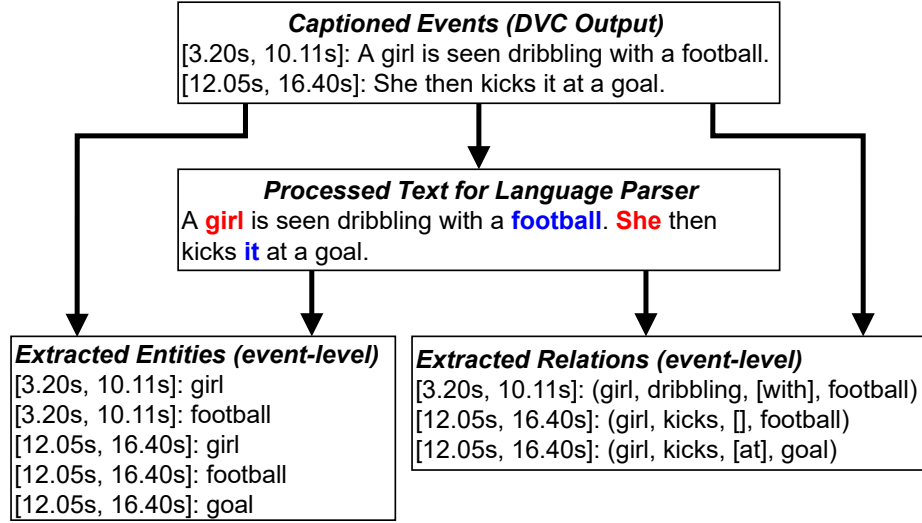 Captioned Events (DVC Output)
[3.20s, 10.11s]: A girl is seen dribbling with a football.
[12.05s, 16.40s]: She then kicks it at a goal.
Processed Text for Language Parser
A girl is seen dribbling with a football. She then
kicks it at a goal.
Extracted Entities (event-level)
[3.20s, 10.11s]: girl
[3.20s, 10.11s]: football
[12.05s, 16.40s]: girl
[12.05s, 16.40s]: football
[12.05s, 16.40s]: goal
Extracted Relations (event-level)
[3.20s, 10.11s]: (girl, dribbling, [with], football)
[12.05s, 16.40s]: (girl, kicks, [], football)
[12.05s, 16.40s]: (girl, kicks, [at], goal)